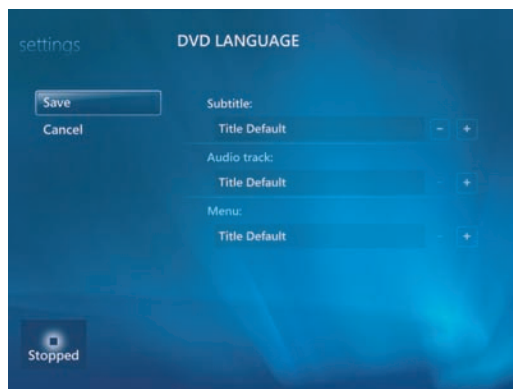 settings
DVD LANGUAGE
Save
Cancel
Subtitle:
Title Default
- +
Audio track:
Title Default
- +
Menu:
Title Default
- +
Stopped